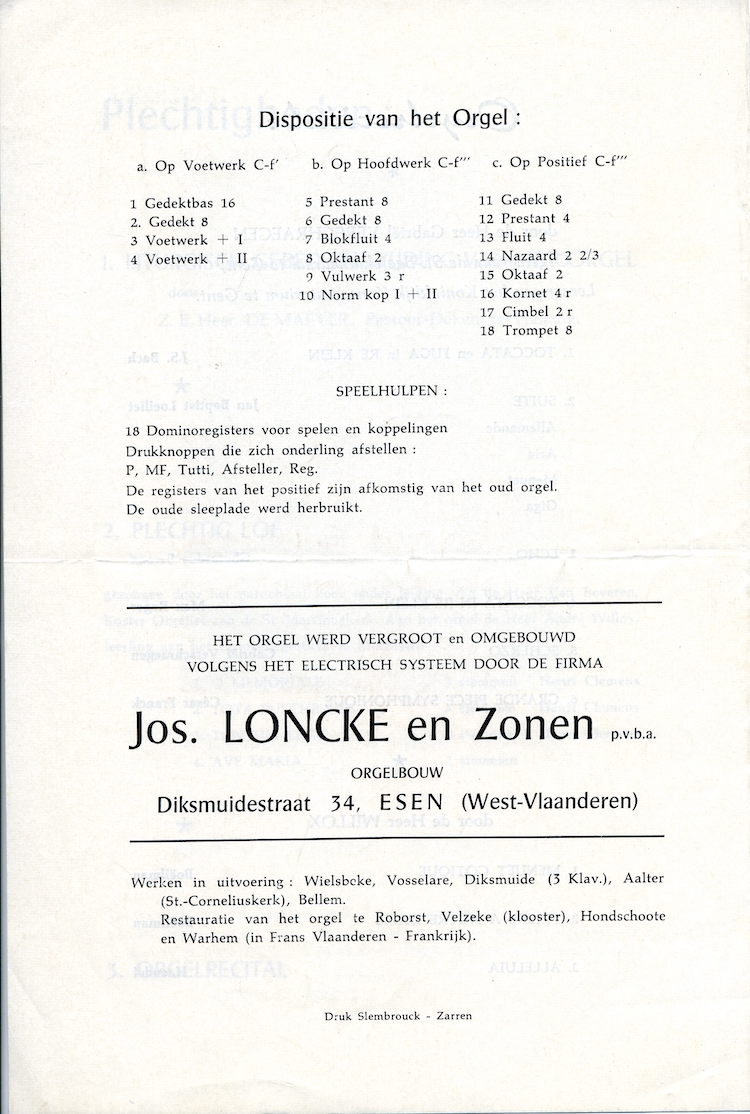 Dispositie van het Orgel :
a. Op Voetwerk C-f'
1 Gedektbas 16
2. Gedekt 8
3 Voetwerk + I
4 Voetwerk + II
b. Op Hoofdwerk C-f'''
5 Prestant 8
6 Gedekt 8
7 Blokfluit 4
8 Oktaaf 2
9 Vulwerk 3 r
10 Norm kop I + II
c. Op Positief C-f'''
11 Gedekt 8
12 Prestant 4
13 Fluit 4
14 Nazaard 2 2/3
15 Oktaaf 2
16 Kornet 4 r
17 Cimbel 2 r
18 Trompet 8
SPEELHULPEN :
18 Dominoregisters voor spelen en koppelingen
Drukknoppen die zich onderling afstellen :
P, MF, Tutti, Afsteller, Reg.
De registers van het positief zijn afkomstig van het oud orgel.
De oude sleeplade werd herbruikt.
HET ORGEL WERD VERGROOT en OMGEBOUWD
VOLGENS HET ELECTRISCH SYSTEEM DOOR DE FIRMA
Jos. LONCKE en Zonen p.v.b.a.
ORGELBOUW
Diksmuidestraat 34, ESEN (West-Vlaanderen)
Werken in uitvoering : Wielsbcke, Vosselare, Diksmuide (3 Klav.), Aalter
(St.-Corneliuskerk), Bellem.
Restauratie van het orgel te Roborst, Velzeke (klooster), Hondschoote
en Warhem (in Frans Vlaanderen - Frankrijk).
Druk Slembrouck - Zarren